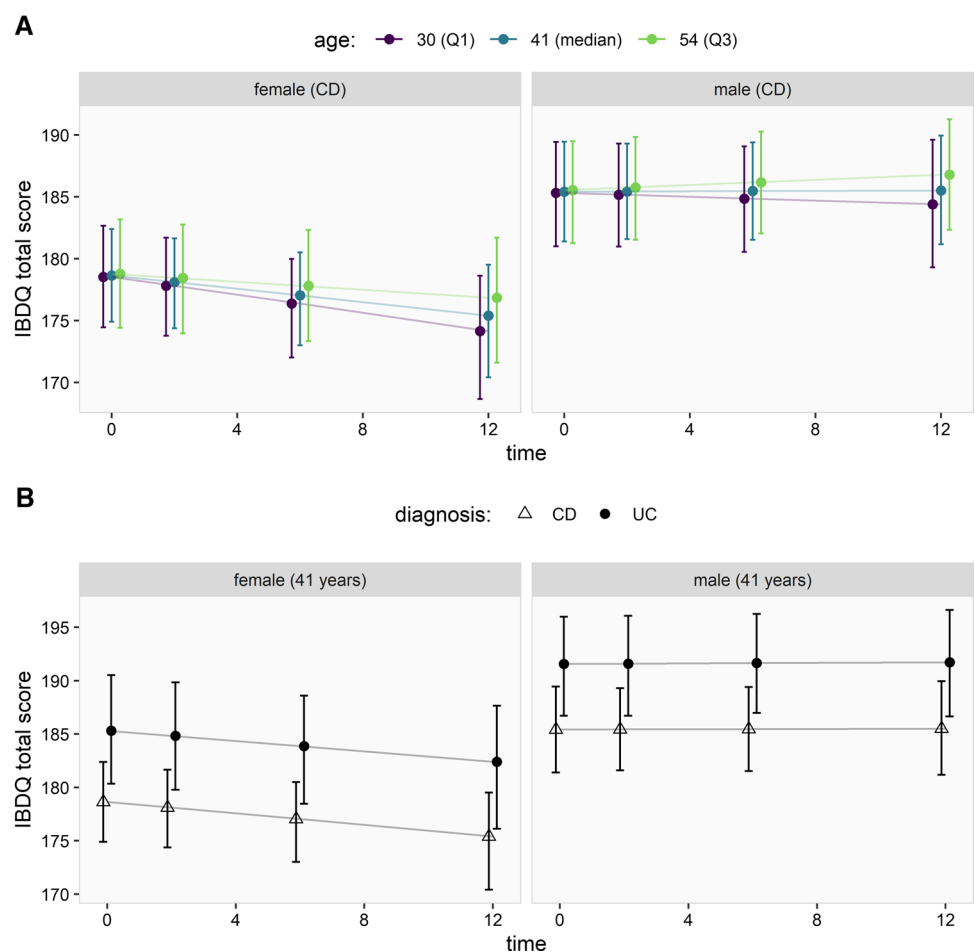 A
age: 30 (Q1) 41 (median) 54 (Q3)
female (CD) male (CD)
IBDQ total score
190
185
180
175
170
0 4 8 12 0 4 8 12
time
B
diagnosis: CD UC
female (41 years) male (41 years)
IBDQ total score
195
190
185
180
175
170
0 4 8 12 0 4 8 12
time